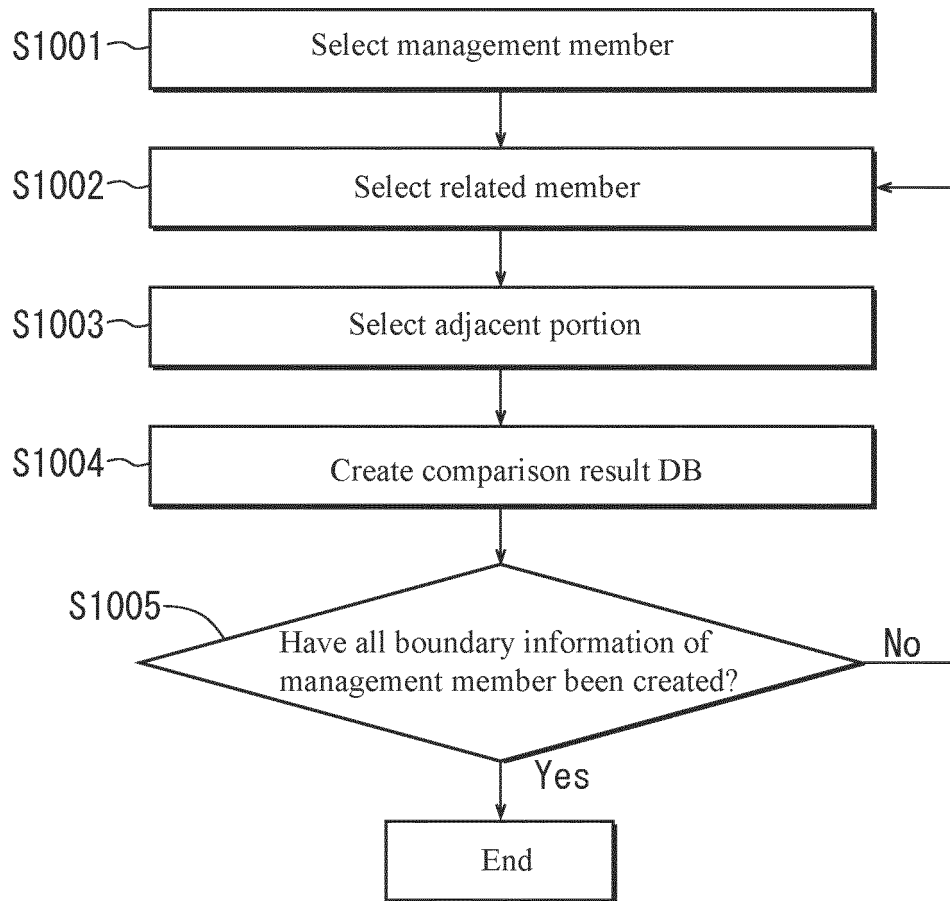 S1001
Select management member
S1002
Select related member
S1003
Select adjacent portion
S1004
Create comparison result DB
S1005
Have all boundary information of
management member been created?
No
Yes
End